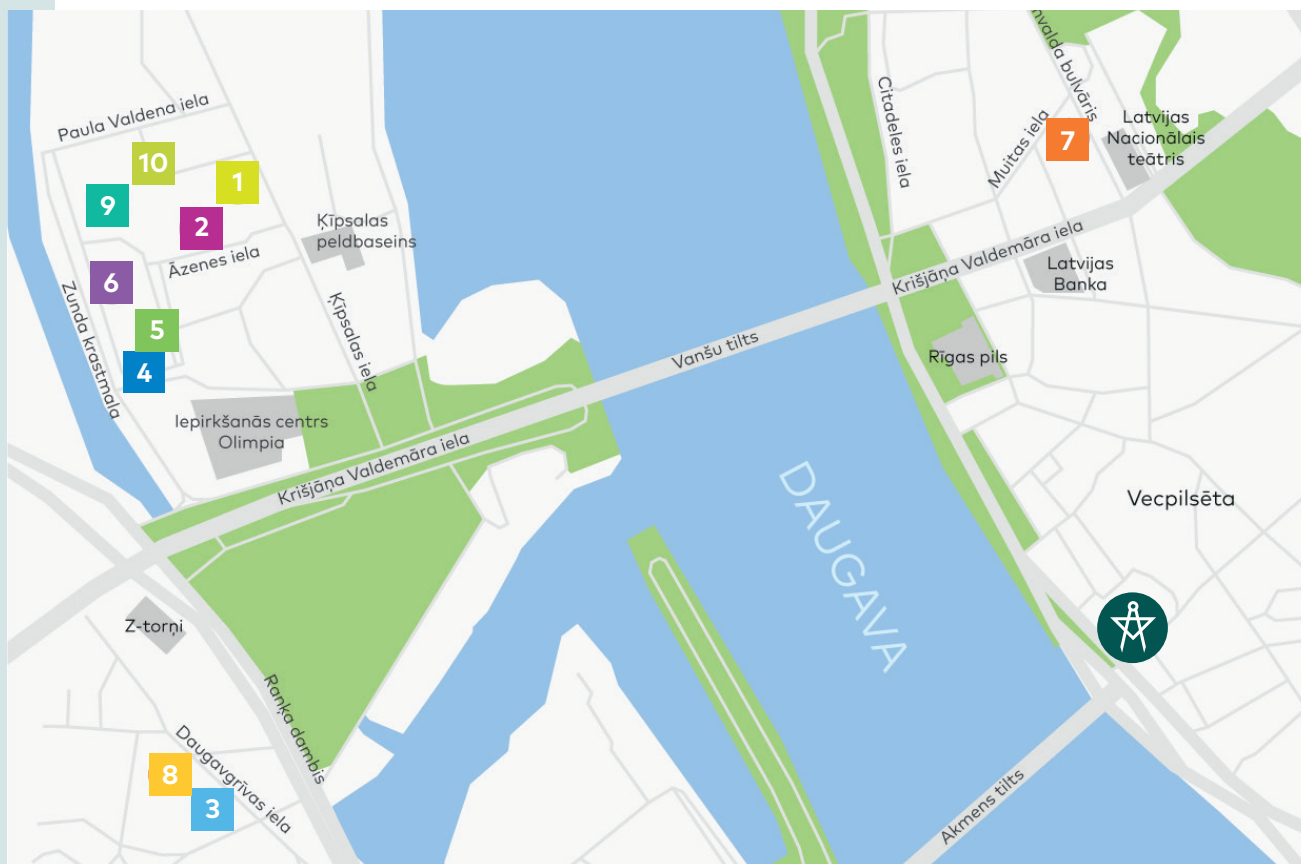 Paula Valdena iela
10
1
9
2
Āzenes iela
6
Zunda krastmala
5
4
Ķīpsalas
peldbaseins
Ķīpsalas iela
Iepirkšanās centrs
Olimpia
Krišjāņa Valdemāra iela
Vanšu tilts
Krišjāņa Valdemāra iela
Citadeles iela
Muitas iela
bulvāris
7
Latvijas
Nacionālais
teātris
Latvijas
Banka
Rīgas pils
DAUGAVA
Vecpilsēta
Z-torņi
Raņķa dambis
Daugavgrīvas iela
8
3
Akmens tilts